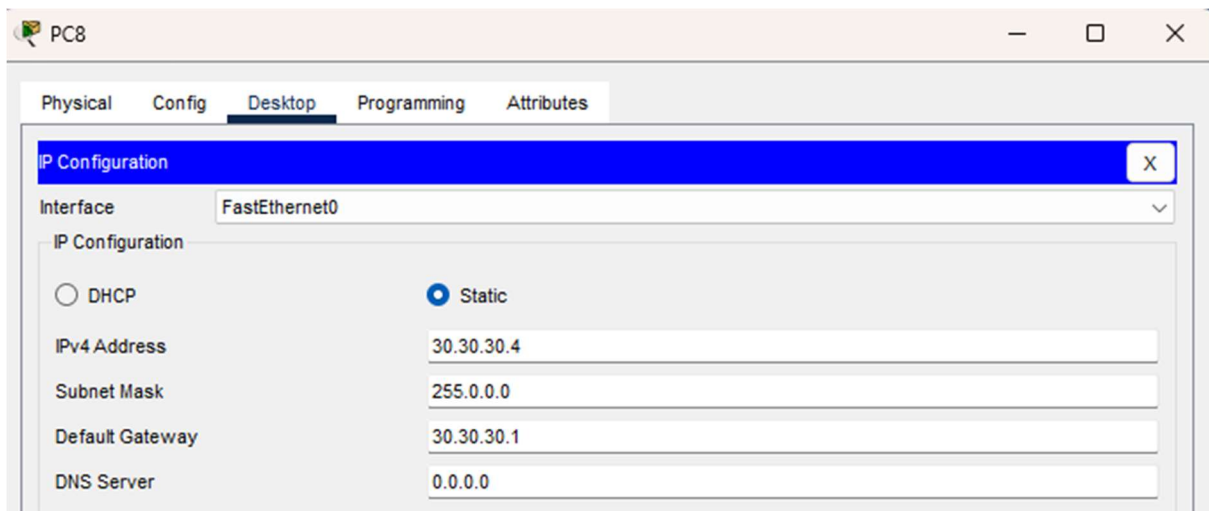 PC8
Physical Config Desktop Programming Attributes
IP Configuration X
Interface FastEthernet0
IP Configuration
DHCP Static
IPv4 Address 30.30.30.4
Subnet Mask 255.0.0.0
Default Gateway 30.30.30.1
DNS Server 0.0.0.0